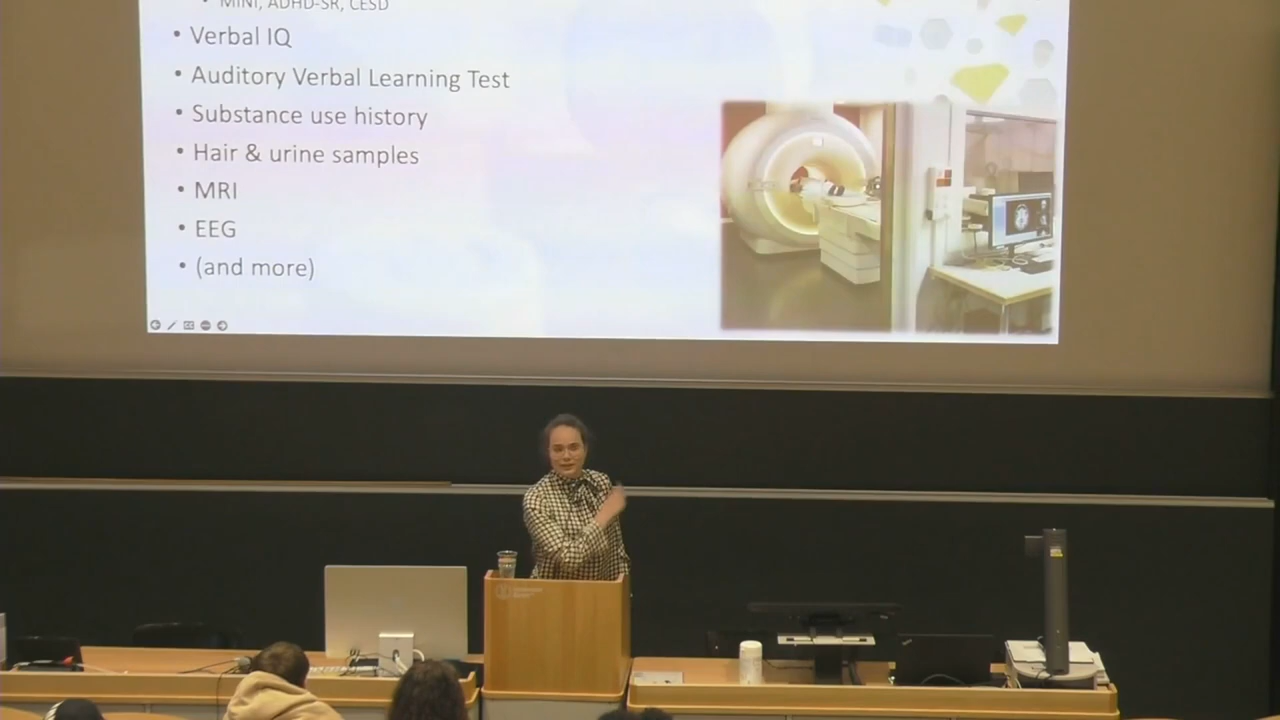 MINI, ADHD-SR, CESD
• Verbal IQ
• Auditory Verbal Learning Test
• Substance use history
• Hair & urine samples
• MRI
• EEG
• (and more)